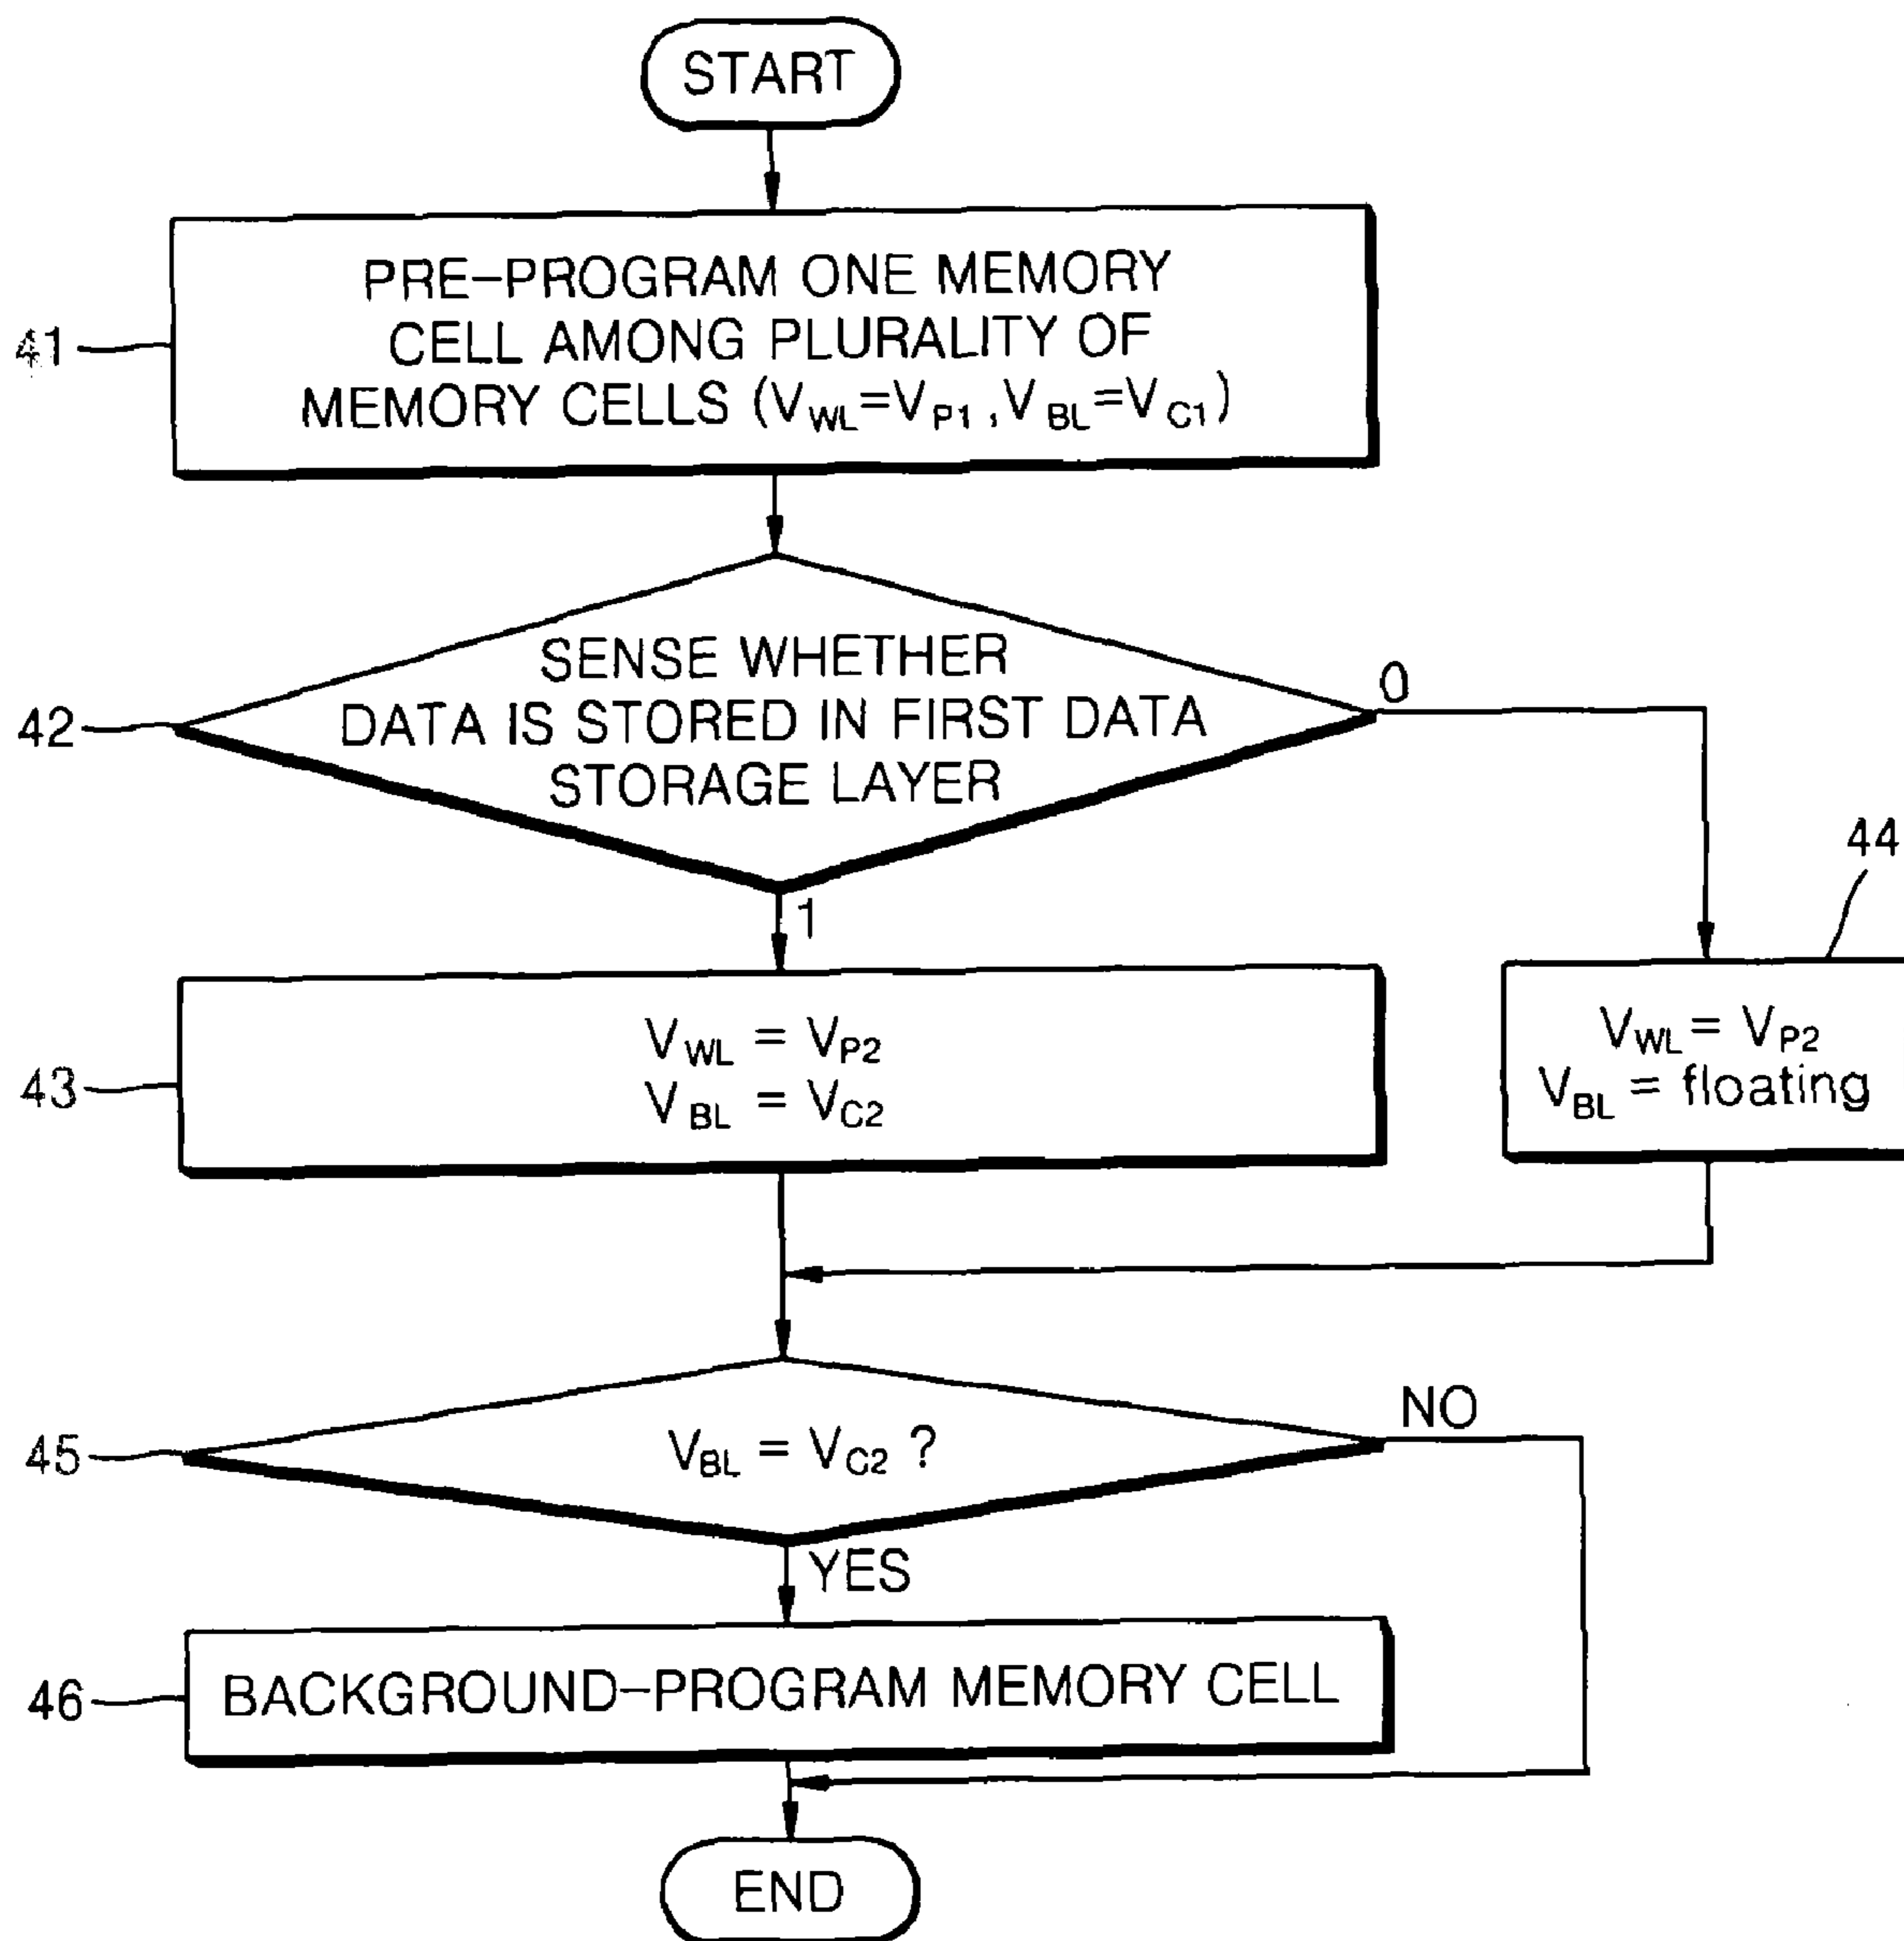 START
PRE-PROGRAM ONE MEMORY
CELL AMONG PLURALITY OF
MEMORY CELLS (VWL=VP1,VBL=VC1)
41
SENSE WHETHER
DATA IS STORED IN FIRST DATA
STORAGE LAYER
42
0
1
44
VWL = VP2
VBL = VC2
43
VWL = VP2
VBL = floating
45
VBL = VC2 ?
NO
YES
46
BACKGROUND-PROGRAM MEMORY CELL
END